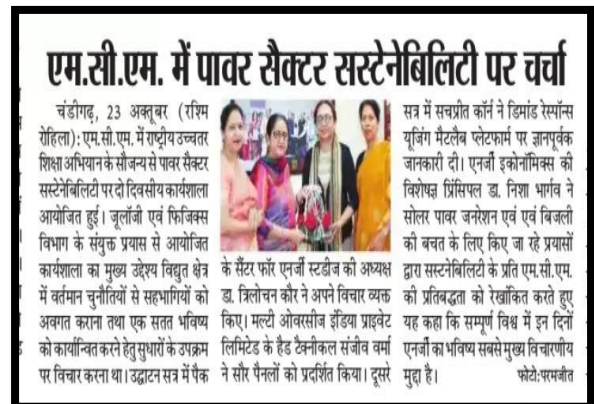 एम.सी.एम. में पावर सैक्टर सस्टेनेबिलिटी पर चर्चा
चंडीगढ़, 23 अक्तूबर (रश्मि
रोहिला): एम.सी.एम. में राष्ट्रीय उच्चतर
शिक्षा अभियान के सौजन्य से पावर सैक्टर
सस्टेनेबिलिटी पर दो दिवसीय कार्यशाला
आयोजित हुई। जूलॉजी एवं फिजिक्स
विभाग के संयुक्त प्रयास से आयोजित
कार्यशाला का मुख्य उद्देश्य विद्युत क्षेत्र
में वर्तमान चुनौतियों से सहभागियों को
अवगत कराना तथा एक सतत भविष्य
को कार्यान्वित करने हेतु सुधारों के उपक्रम
पर विचार करना था। उद्घाटन सत्र में पैक
के सैंटर फॉर एनर्जी स्टडीज की अध्यक्ष
डा. त्रिलोचन कौर ने अपने विचार व्यक्त
किए। मल्टी ओवरसीज इंडिया प्राइवेट
लिमिटेड के हैड टैक्नीकल संजीव वर्मा
ने सौर पैनलों को प्रदर्शित किया। दूसरे
सत्र में सचप्रीत कॉर्न ने डिमांड रेस्पॉन्स
यूजिंग मैटलैब प्लेटफार्म पर ज्ञानपूर्वक
जानकारी दी। एनर्जी इकोनॉमिक्स की
विशेषज्ञ प्रिंसिपल डा. निशा भार्गव ने
सोलर पावर जनरेशन एवं एवं बिजली
की बचत के लिए किए जा रहे प्रयासों
द्वारा सस्टनेबिलिटी के प्रति एम.सी.एम.
की प्रतिबद्धता को रेखांकित करते हुए
यह कहा कि सम्पूर्ण विश्व में इन दिनों
एनर्जी का भविष्य सबसे मुख्य विचारणीय
मुद्दा है। फोटो:परमजीत